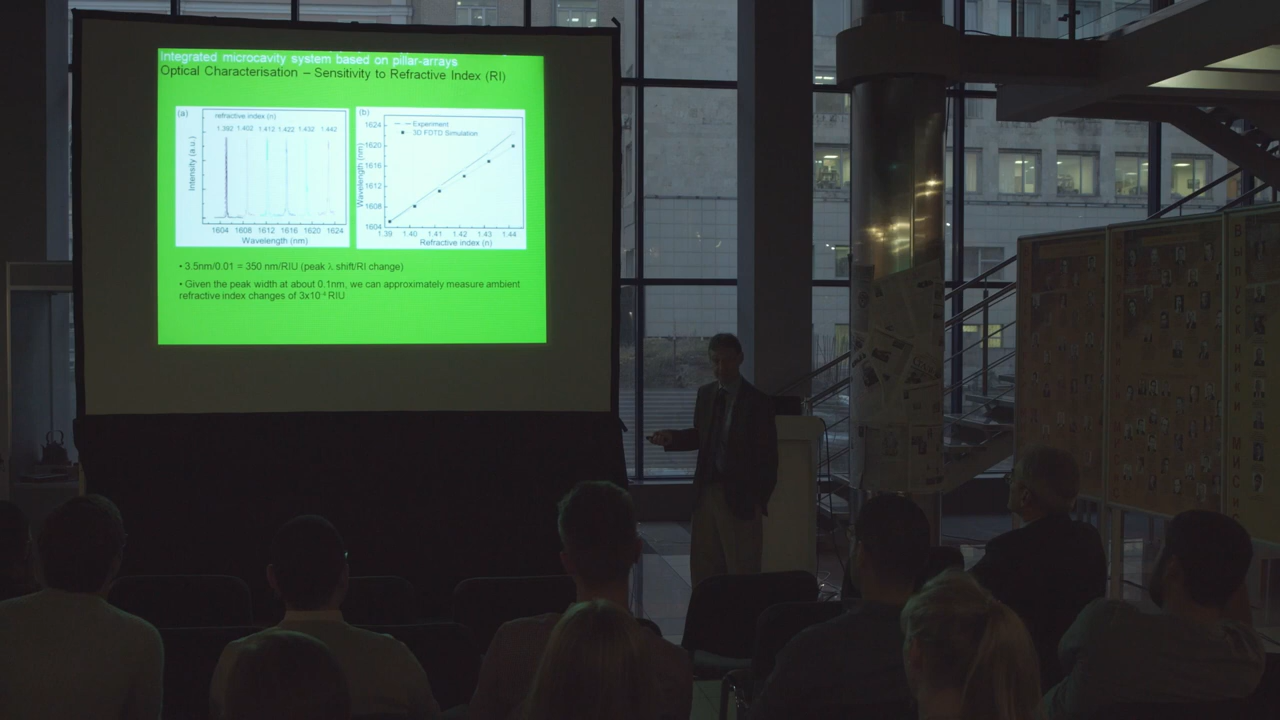 Integrated microcavity system based on pillar-arrays
Optical Characterisation – Sensitivity to Refractive Index (RI)
(a)
refractive index (n)
1.392 1.402 1.412 1.422 1.432 1.442
Intensity (a.u.)
1604 1608 1612 1616 1620 1624
Wavelength (nm)
(b)
Experiment
3D FDTD Simulation
Wavelength (nm)
1624
1620
1616
1612
1608
1604
1.39 1.40 1.41 1.42 1.43 1.44
Refractive index (n)
• 3.5nm/0.01 = 350 nm/RIU (peak λ shift/RI change)
• Given the peak width at about 0.1nm, we can approximately measure ambient
refractive index changes of 3x10⁻⁴ RIU